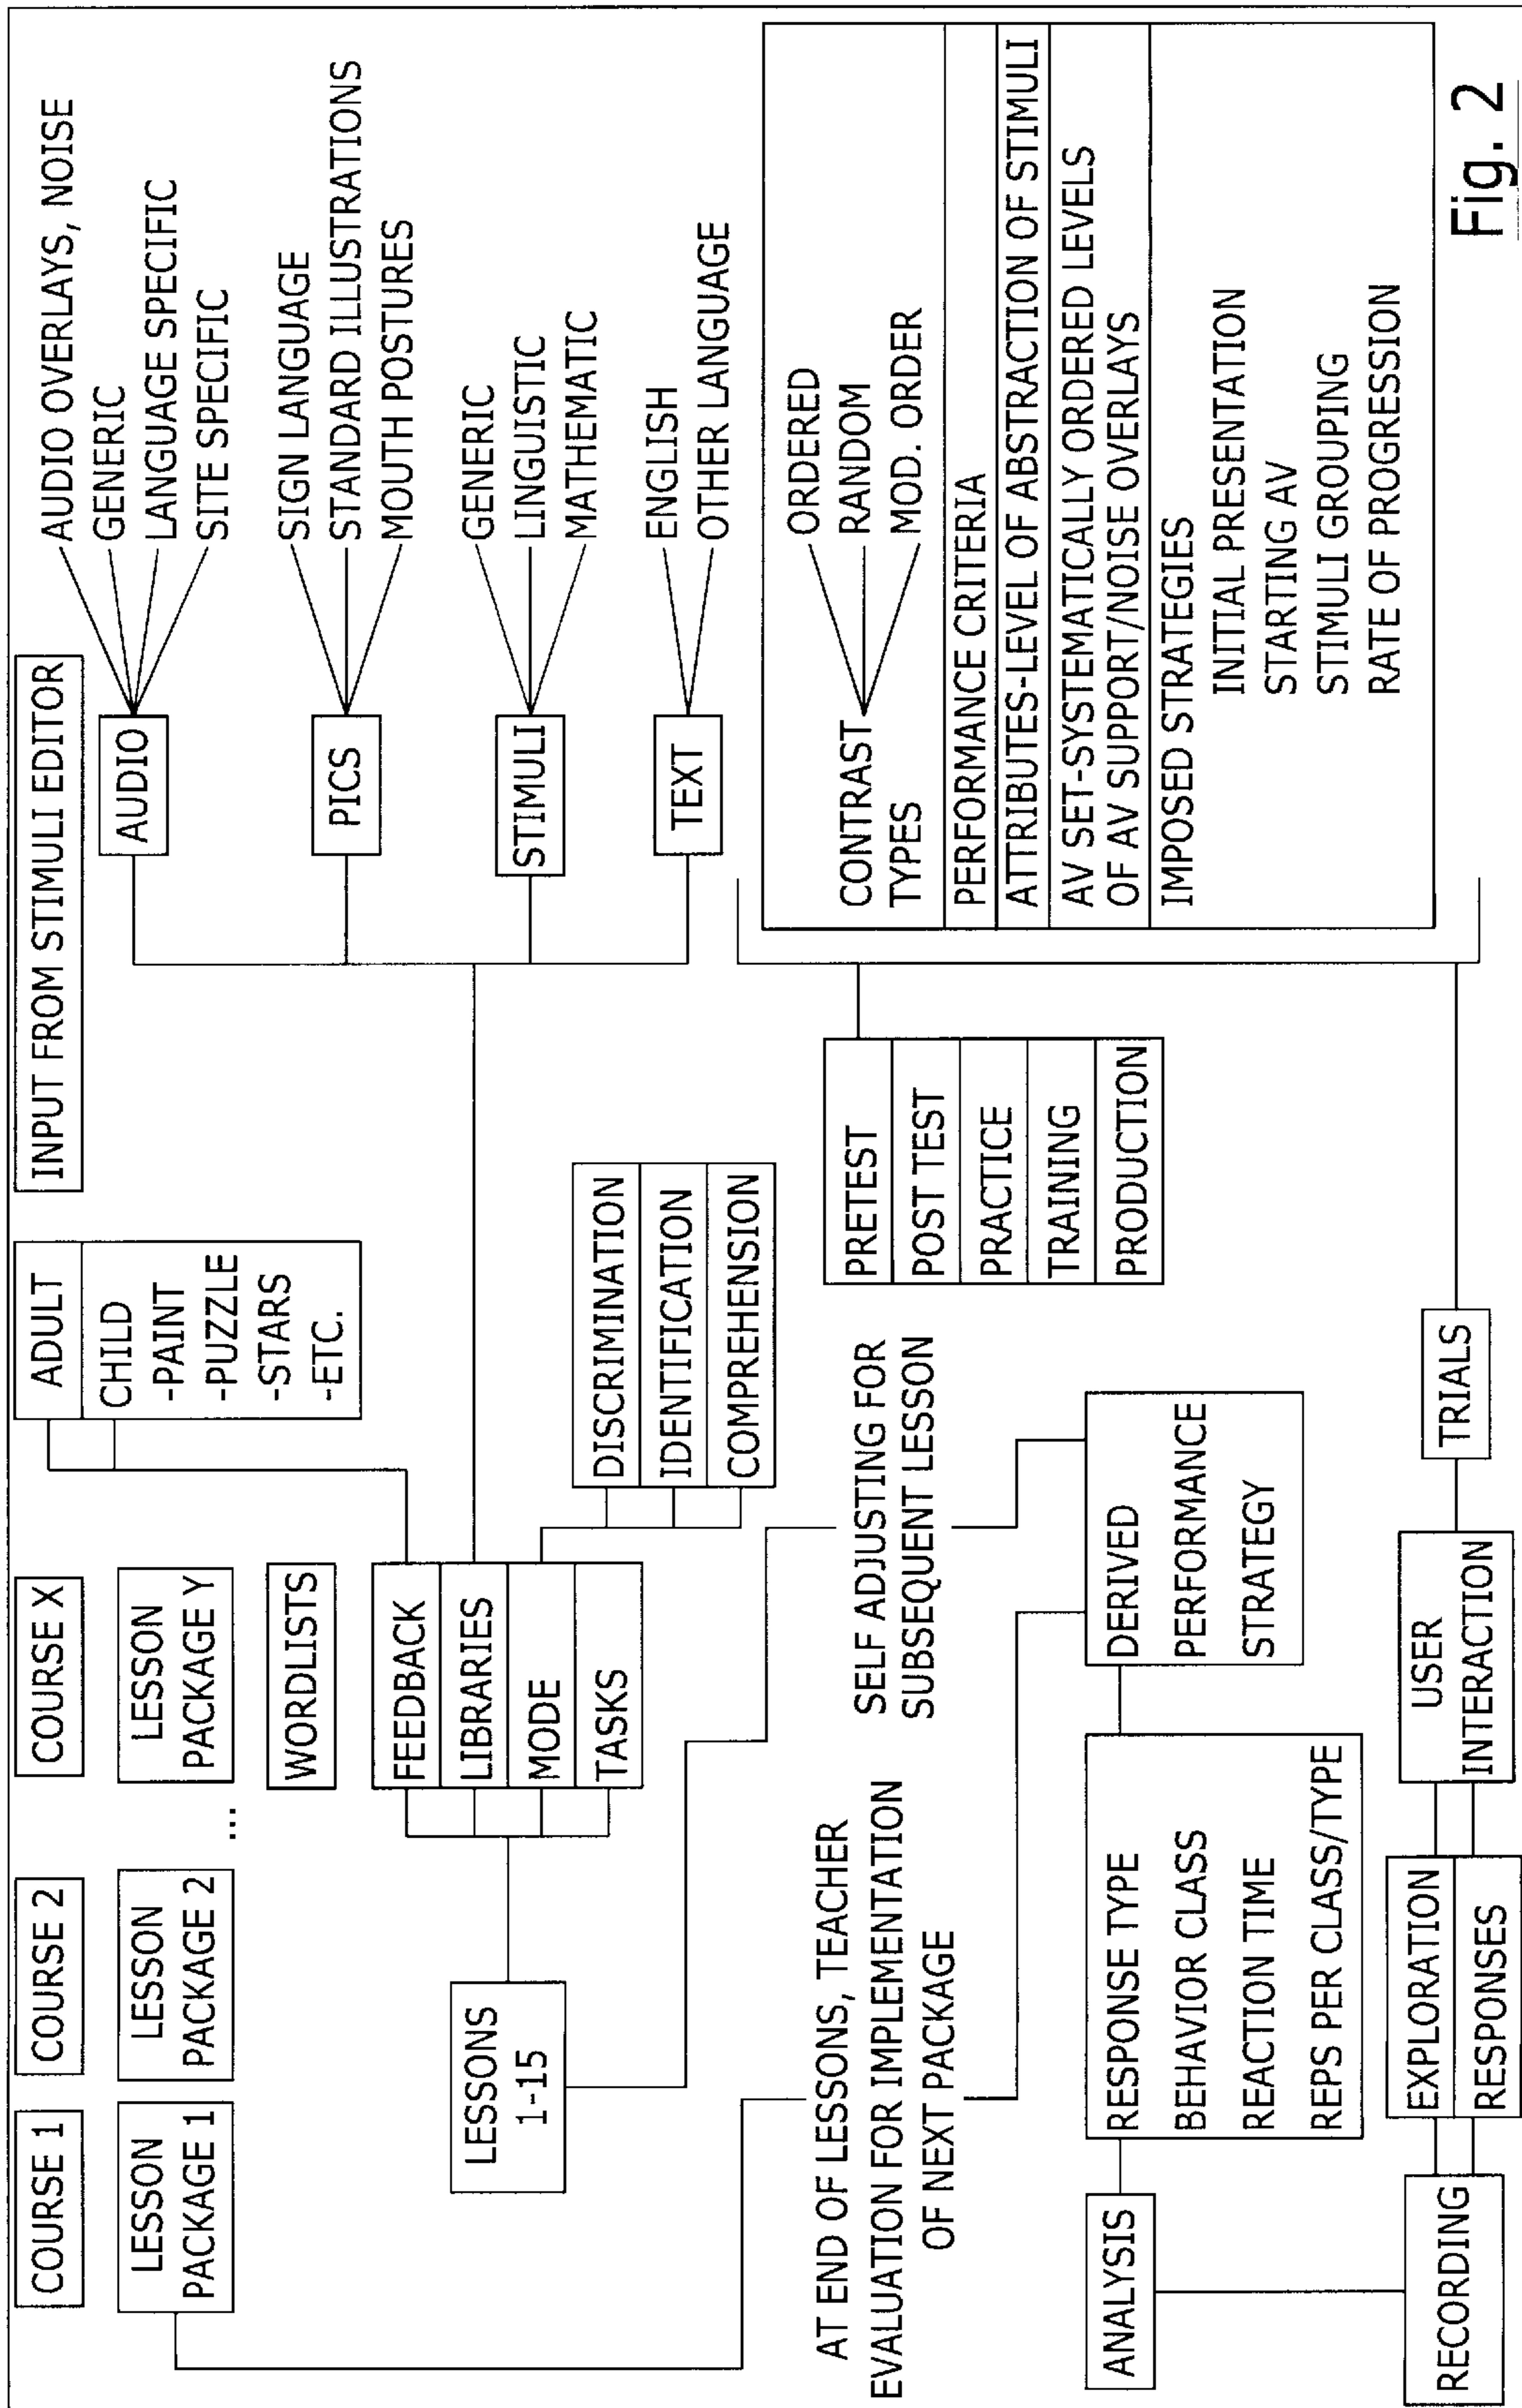 COURSE 1
COURSE 2
COURSE X
LESSON
PACKAGE 1
LESSON
PACKAGE 2
...
LESSON
PACKAGE Y
WORDLISTS
LESSONS
1-15
FEEDBACK
LIBRARIES
MODE
TASKS
ADULT
CHILD
-PAINT
-PUZZLE
-STARS
-ETC.
DISCRIMINATION
IDENTIFICATION
COMPREHENSION
INPUT FROM STIMULI EDITOR
AUDIO
AUDIO OVERLAYS, NOISE
GENERIC
LANGUAGE SPECIFIC
SITE SPECIFIC
PICS
SIGN LANGUAGE
STANDARD ILLUSTRATIONS
MOUTH POSTURES
STIMULI
GENERIC
LINGUISTIC
MATHEMATIC
TEXT
ENGLISH
OTHER LANGUAGE
AT END OF LESSONS, TEACHER
EVALUATION FOR IMPLEMENTATION
OF NEXT PACKAGE
SELF ADJUSTING FOR
SUBSEQUENT LESSON
PRETEST
POST TEST
PRACTICE
TRAINING
PRODUCTION
CONTRAST
TYPES
ORDERED
RANDOM
MOD. ORDER
PERFORMANCE CRITERIA
ATTRIBUTES-LEVEL OF ABSTRACTION OF STIMULI
AV SET-SYSTEMATICALLY ORDERED LEVELS
OF AV SUPPORT/NOISE OVERLAYS
IMPOSED STRATEGIES
INITIAL PRESENTATION
STARTING AV
STIMULI GROUPING
RATE OF PROGRESSION
ANALYSIS
RESPONSE TYPE
BEHAVIOR CLASS
REACTION TIME
REPS PER CLASS/TYPE
DERIVED
PERFORMANCE
STRATEGY
RECORDING
EXPLORATION
RESPONSES
USER
INTERACTION
TRIALS
Fig. 2